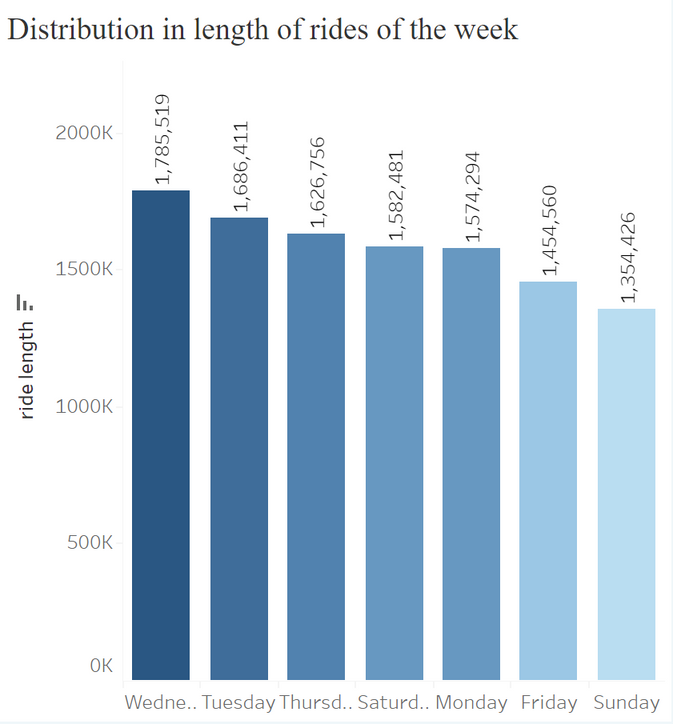 Distribution in length of rides of the week
ride length
2000K
1500K
1000K
500K
0K
1,785,519
1,686,411
1,626,756
1,582,481
1,574,294
1,454,560
1,354,426
Wedne.. Tuesday Thursd.. Saturd.. Monday Friday Sunday